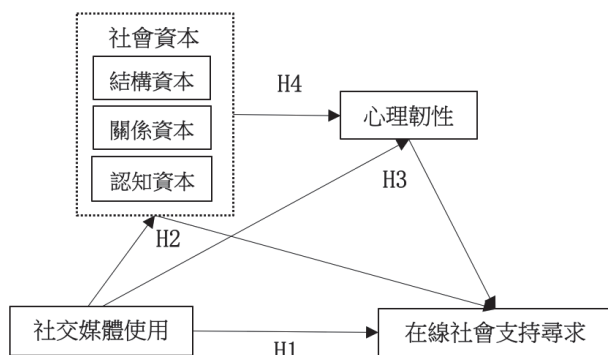 社會資本
結構資本
關係資本
認知資本
H4
心理韌性
H3
H2
社交媒體使用
H1
在線社會支持尋求